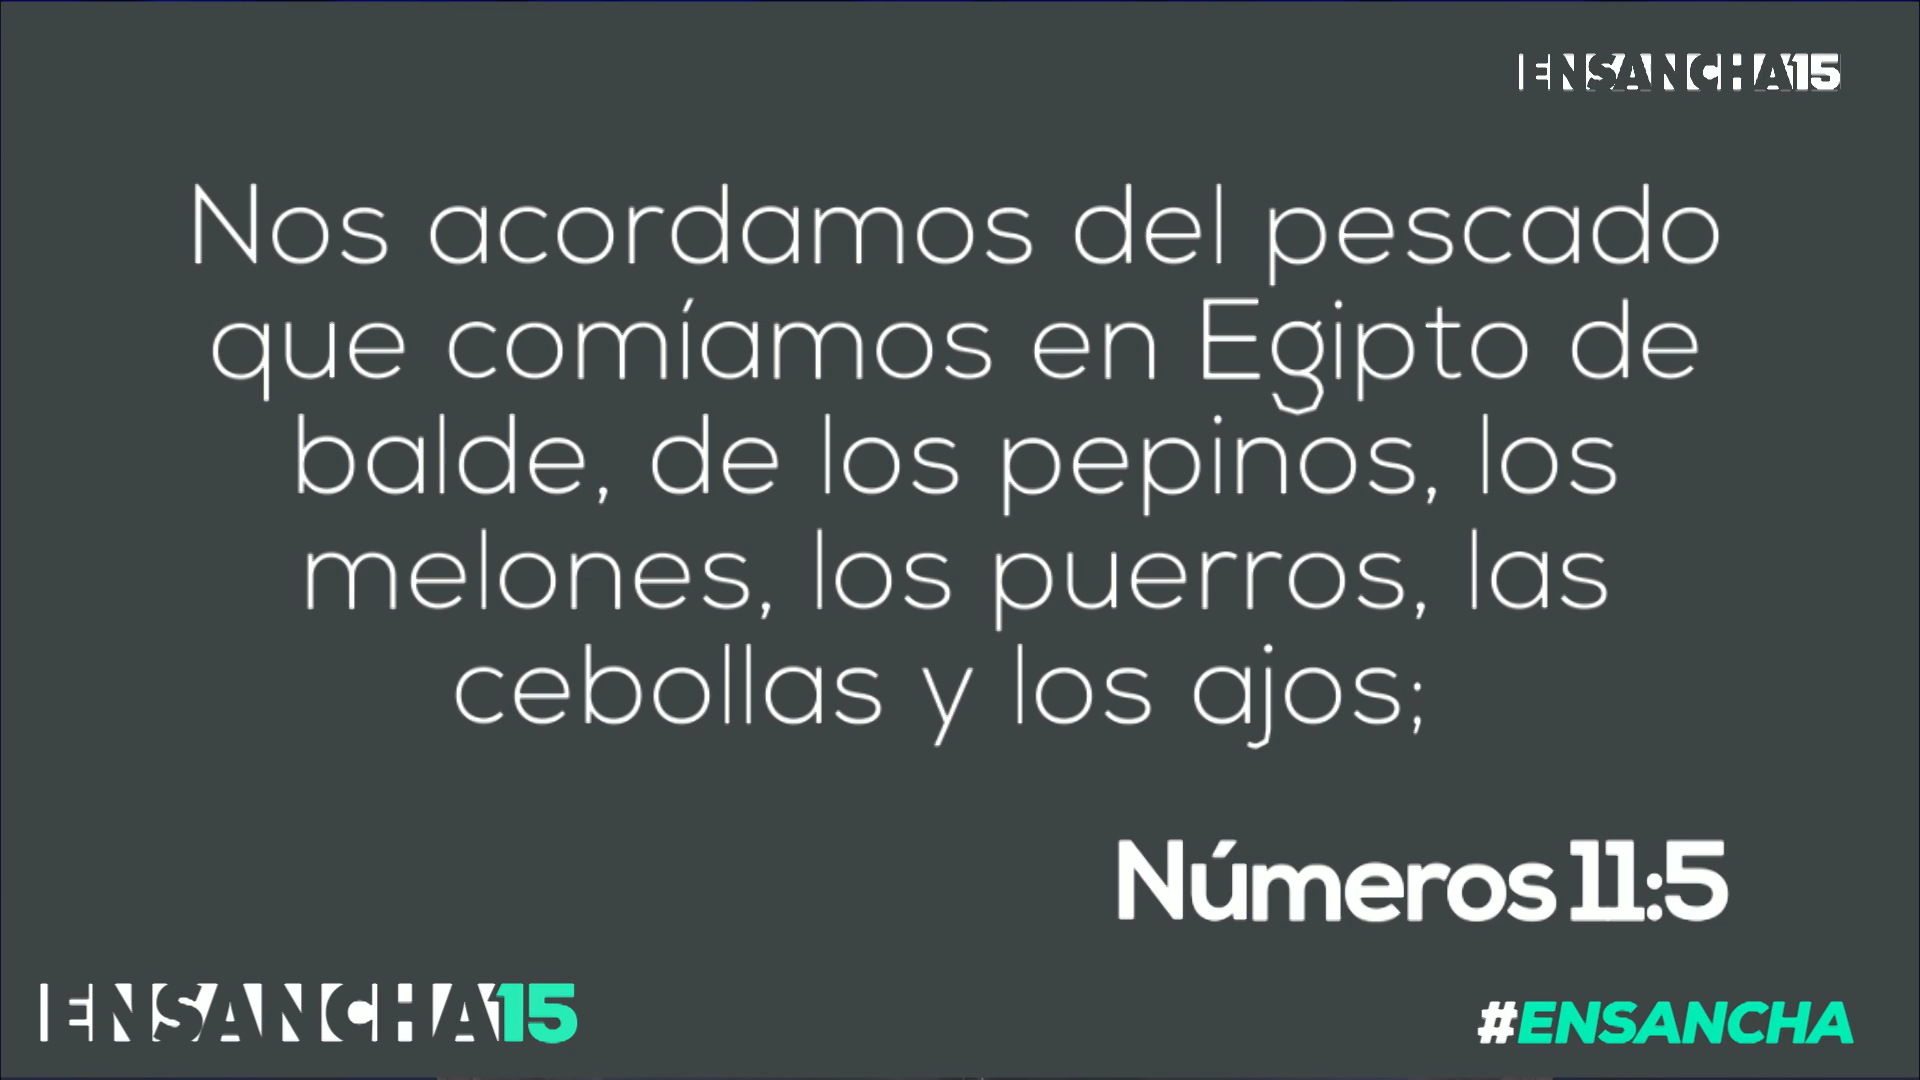 ENSANCHA15
Nos acordamos del pescado
que comíamos en Egipto de
balde, de los pepinos, los
melones, los puerros, las
cebollas y los ajos;
Números 11:5
ENSANCHA15
#ENSANCHA